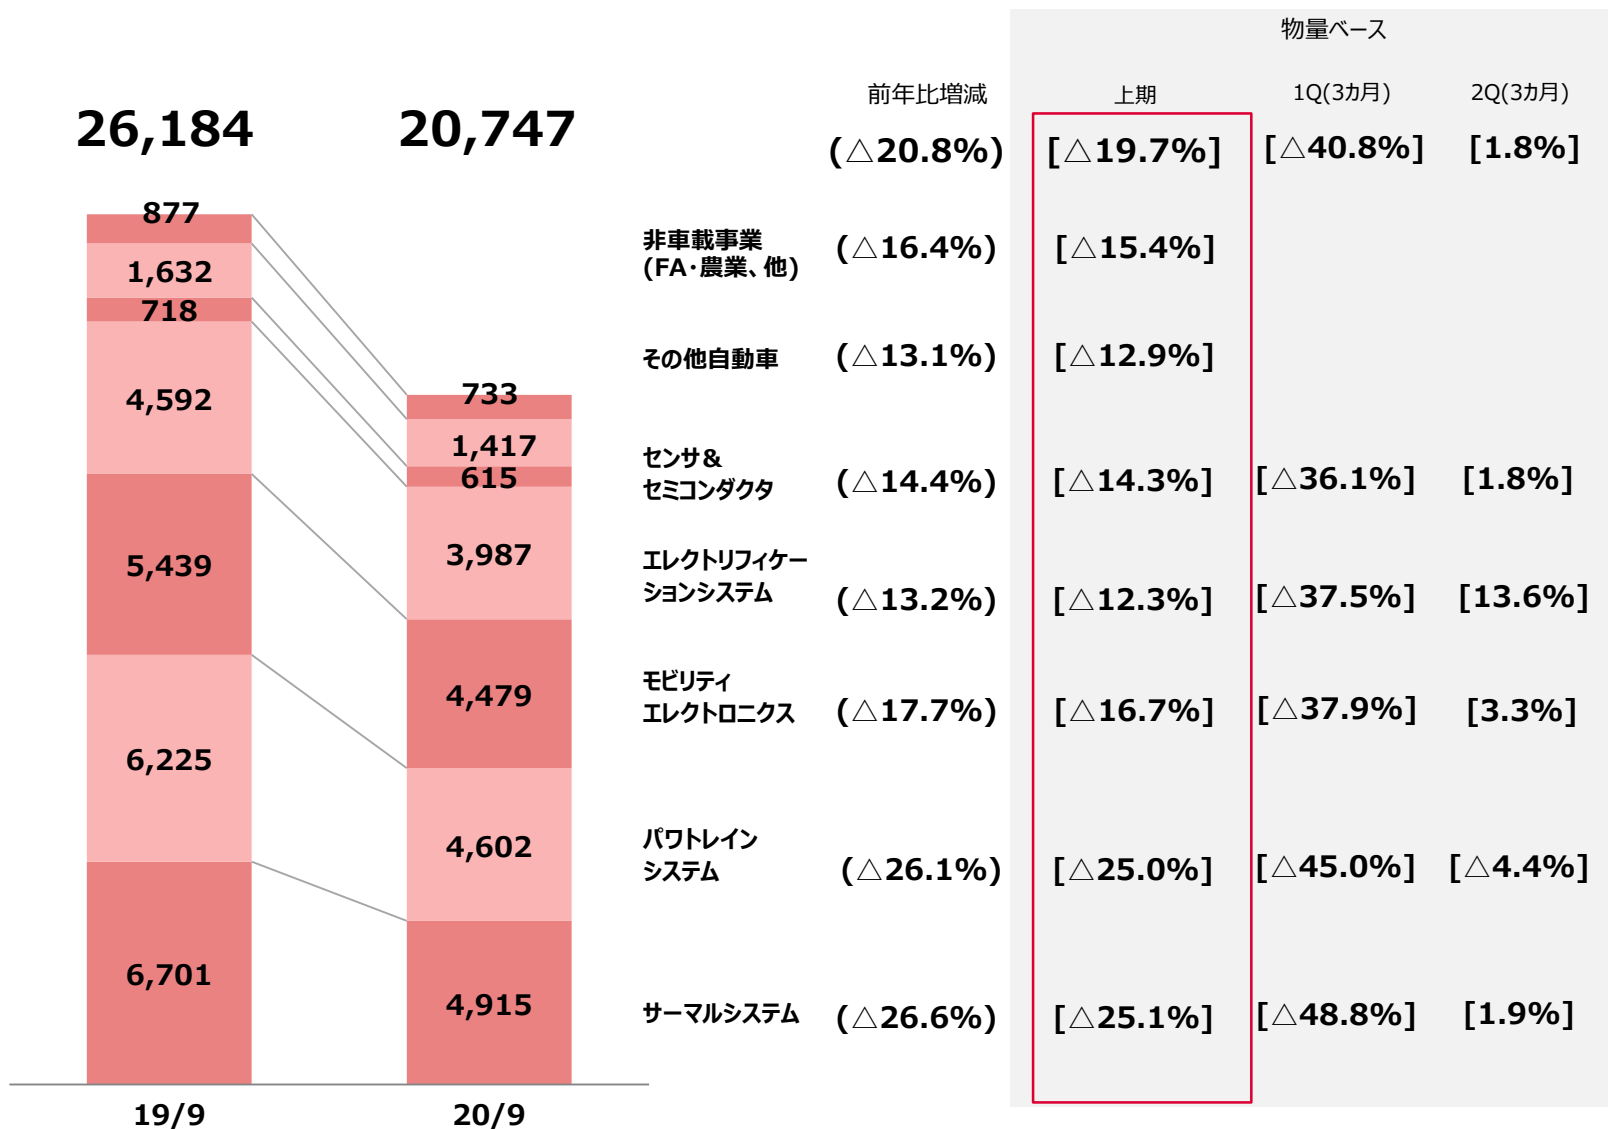 物量ベース
前年比増減
上期
1Q(3カ月)
2Q(3カ月)
26,184
20,747
(△20.8%)
[△19.7%]
[△40.8%]
[1.8%]
877
1,632
718
4,592
5,439
6,225
6,701
19/9
733
1,417
615
3,987
4,479
4,602
4,915
20/9
非車載事業
(FA・農業、他)
(△16.4%)
[△15.4%]
その他自動車
(△13.1%)
[△12.9%]
センサ&
セミコンダクタ
(△14.4%)
[△14.3%]
[△36.1%]
[1.8%]
エレクトリフィケー
ションシステム
(△13.2%)
[△12.3%]
[△37.5%]
[13.6%]
モビリティ
エレクトロニクス
(△17.7%)
[△16.7%]
[△37.9%]
[3.3%]
パワトレイン
システム
(△26.1%)
[△25.0%]
[△45.0%]
[△4.4%]
サーマルシステム
(△26.6%)
[△25.1%]
[△48.8%]
[1.9%]